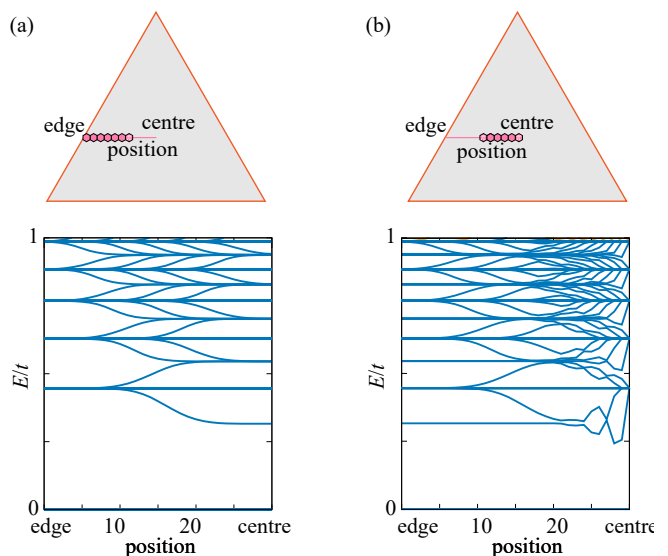 (a)
edge
centre
position
1
E/t
0
edge
10
20
centre
position
(b)
edge
centre
position
1
E/t
0
edge
10
20
centre
position